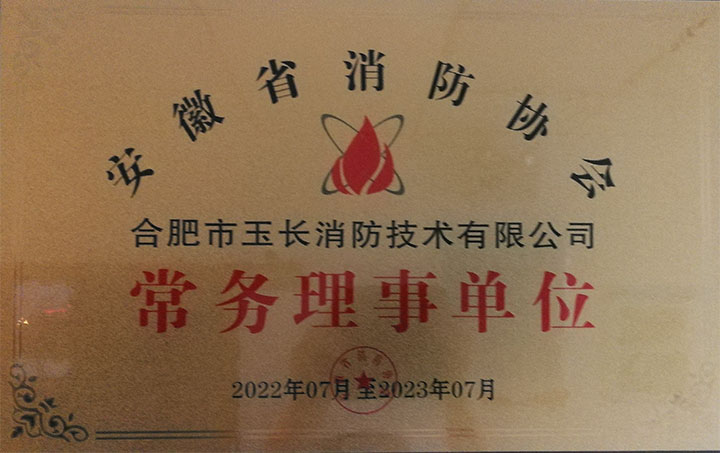 安徽省消防协会
合肥市玉长消防技术有限公司
常务理事单位
2022年07月至2023年07月